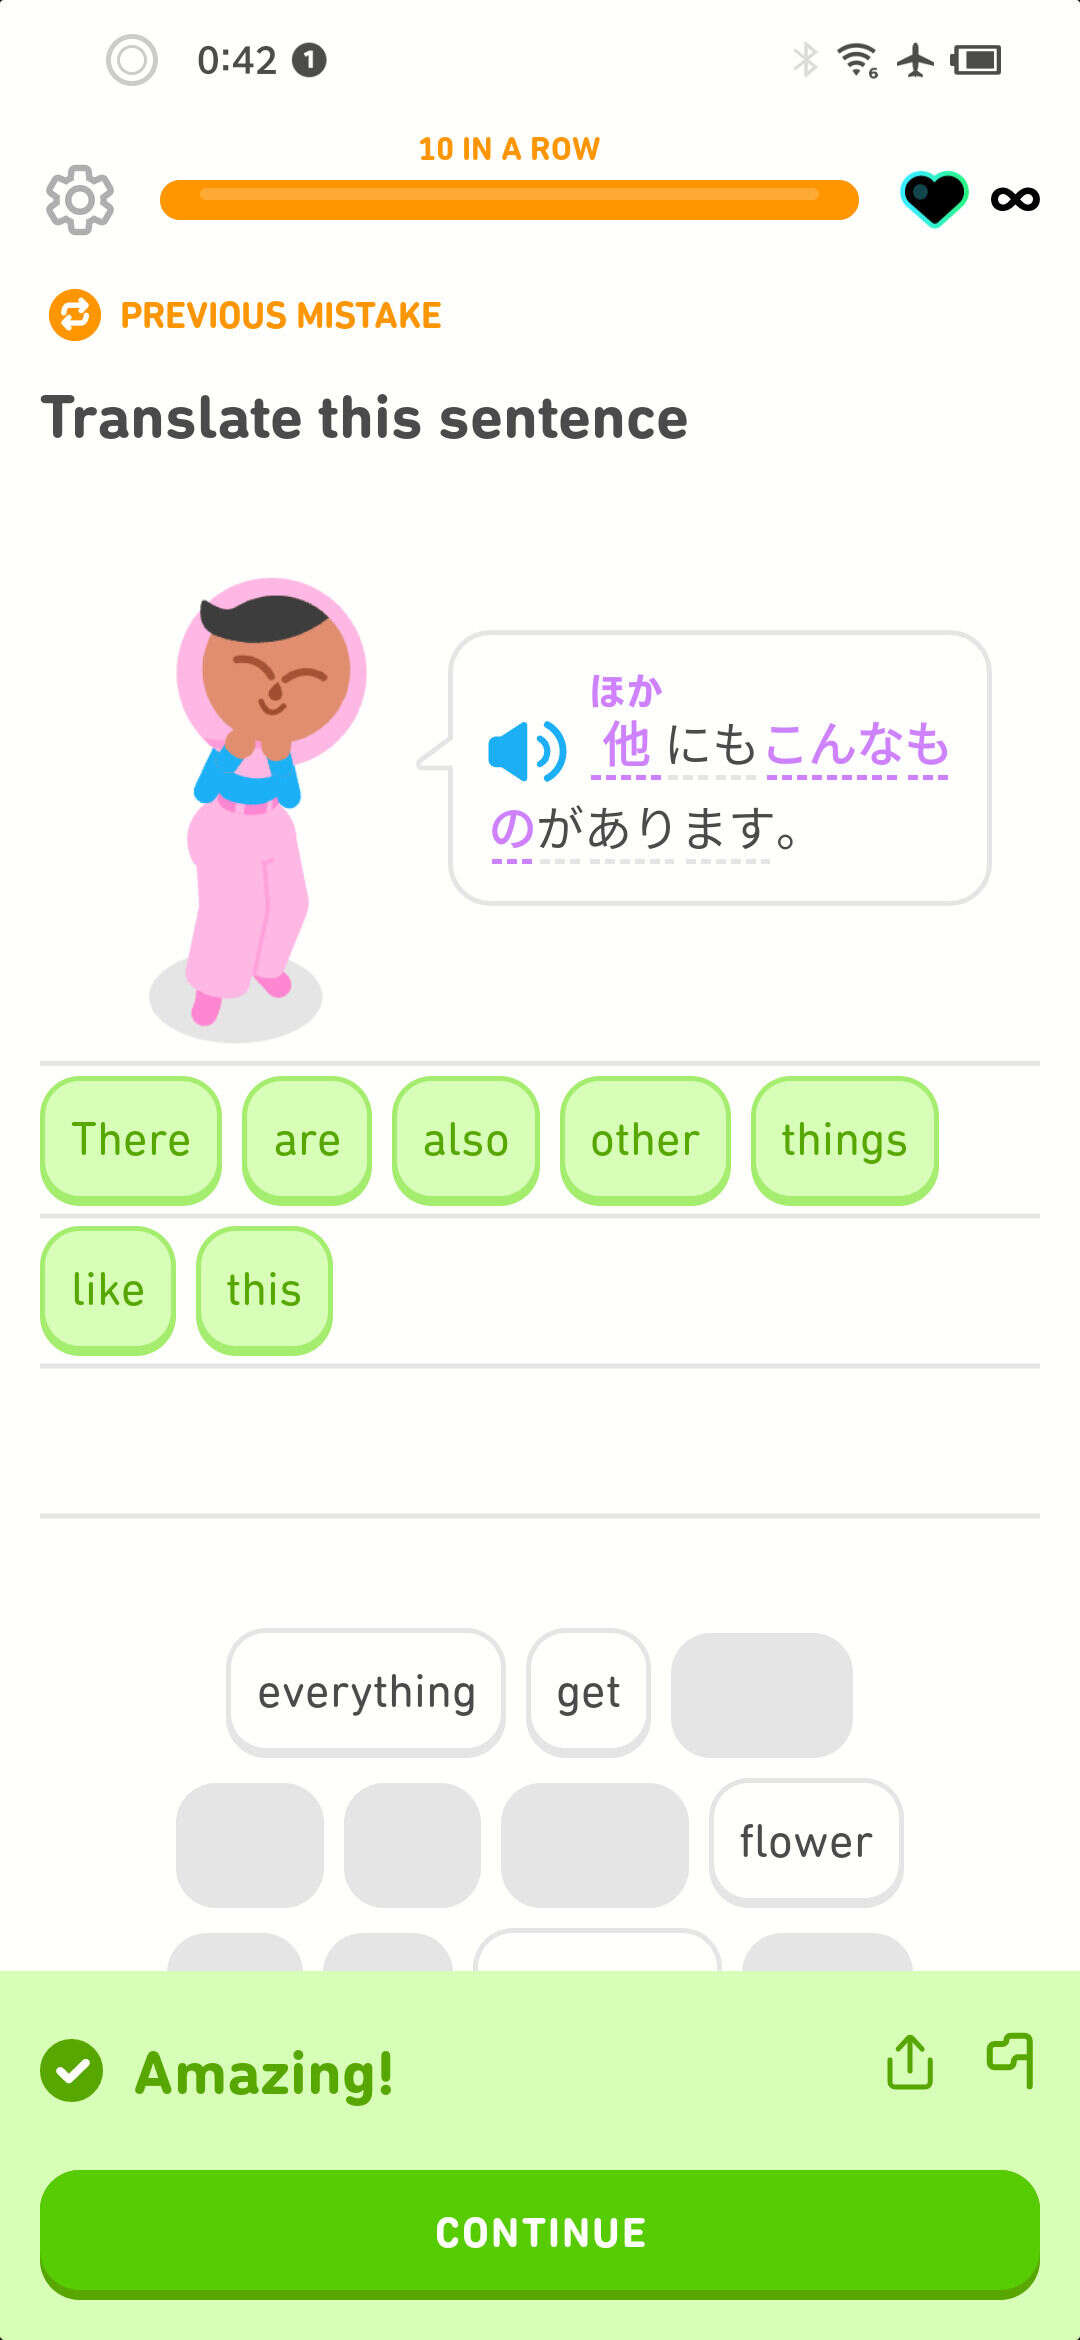 0:42 1
6
10 IN A ROW
PREVIOUS MISTAKE
Translate this sentence
ほか
他にもこんなも
のがあります。
There are also other things
like this
everything get
flower
Amazing!
CONTINUE